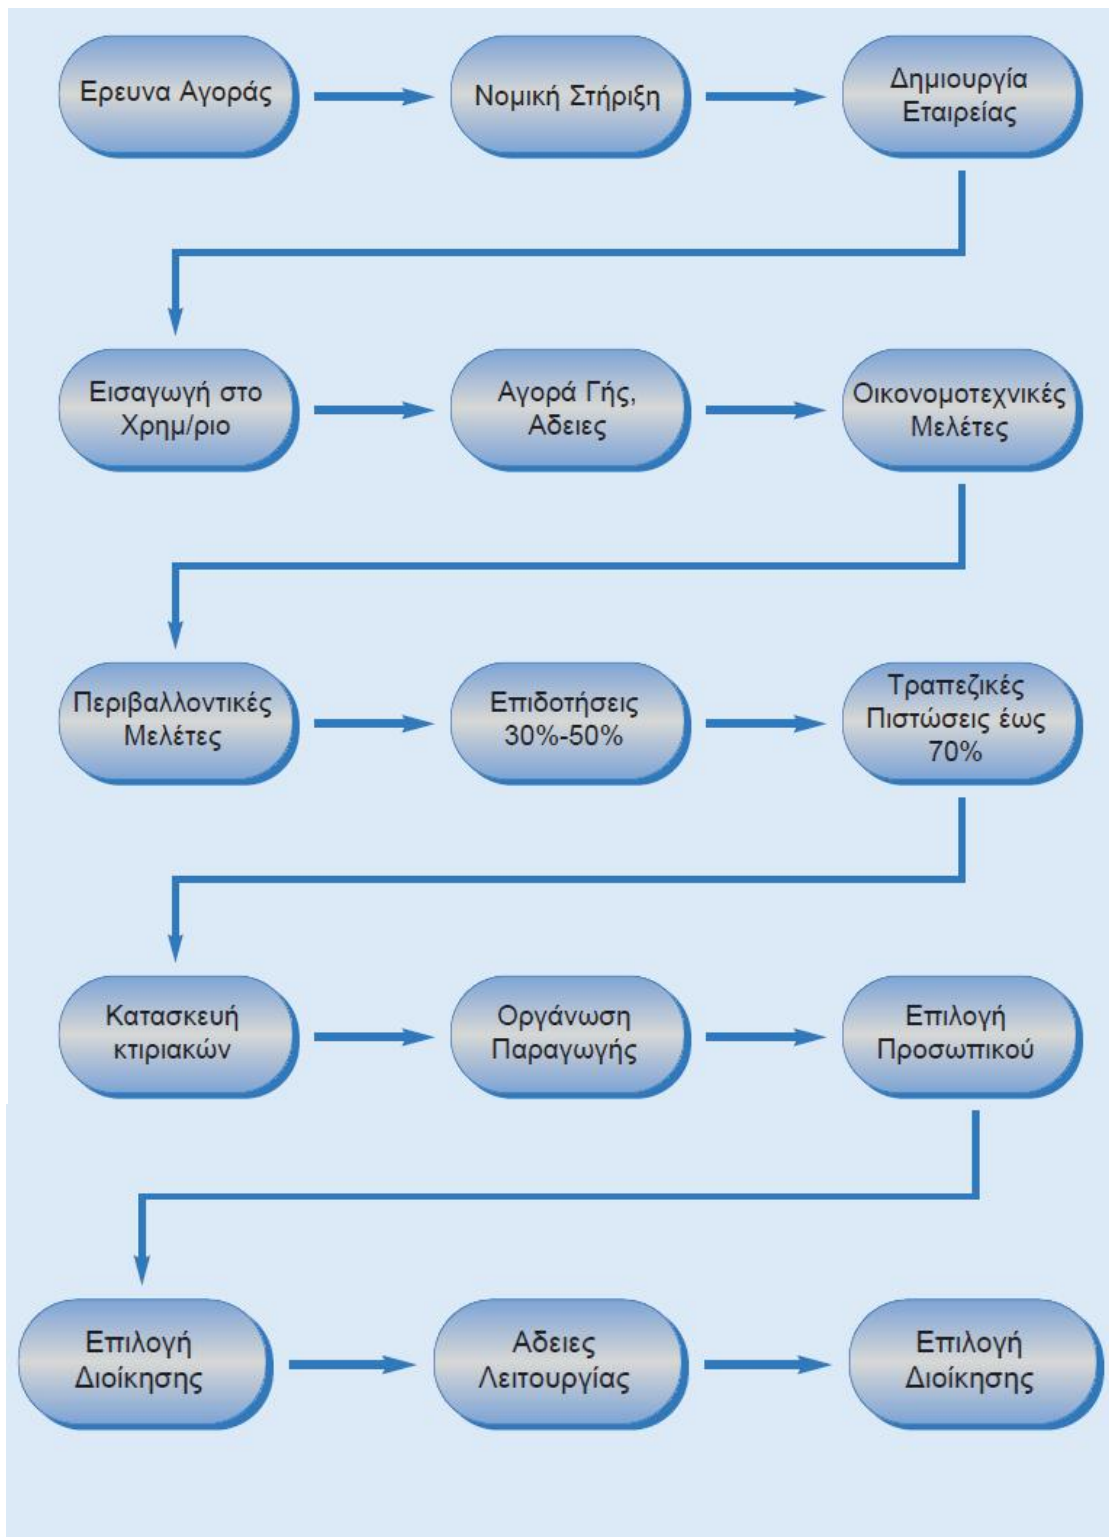 Ερευνα Αγοράς
Νομική Στήριξη
Δημιουργία
Εταιρείας
Εισαγωγή στο
Χρημ/ριο
Αγορά Γής,
Αδειες
Οικονομοτεχνικές
Μελέτες
Περιβαλλοντικές
Μελέτες
Επιδοτήσεις
30%-50%
Τραπεζικές
Πιστώσεις έως
70%
Κατασκευή
κτιριακών
Οργάνωση
Παραγωγής
Επιλογή
Προσωπικού
Επιλογή
Διοίκησης
Αδειες
Λειτουργίας
Επιλογή
Διοίκησης